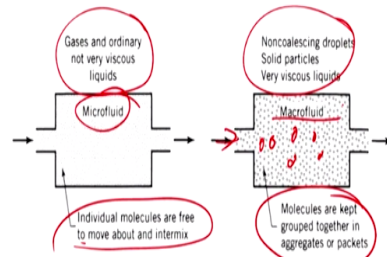 Gases and ordinary
not very viscous
liquids
Microfluid
Individual molecules are free
to move about and intermix
Noncoalescing droplets
Solid particles
Very viscous liquids
Macrofluid
Molecules are kept
grouped together in
aggregates or packets